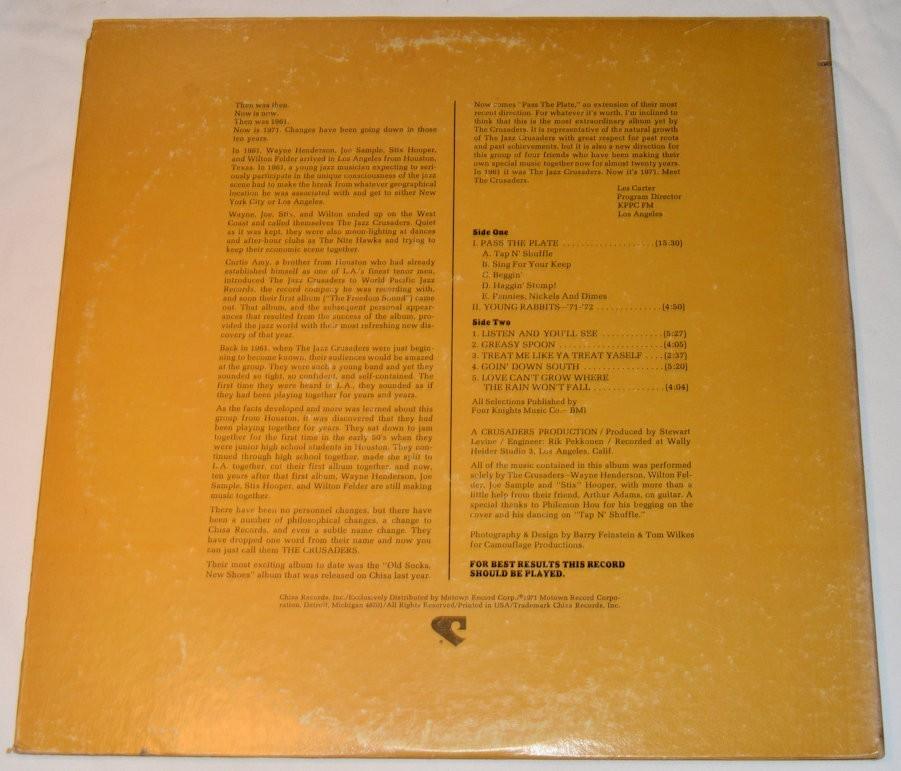 Then was then.
Now is now.
Then was 1961.
Now is 1971. Changes have been going down in those
ten years.
In 1961, Wayne Henderson, Joe Sample, Stix Hooper,
and Wilton Felder arrived in Los Angeles from Houston,
Texas. In 1961, a young jazz musician expecting to seri-
ously participate in the unique consciousness of the jazz
scene had to make the break from whatever geographical
location he was associated with and get to either New
York City or Los Angeles.
Wayne, Joe, Stix, and Wilton ended up on the West
Coast and called themselves The Jazz Crusaders. Quiet
as it was kept, they were also moon-lighting at dances
and after-hour clubs as The Nite Hawks and trying to
keep their economic scene together.
Curtis Amy, a brother from Houston who had already
established himself as one of L.A.'s finest tenor men,
introduced The Jazz Crusaders to World Pacific Jazz
Records, the record company he was recording with,
and soon their first album ("The Freedom Sound") came
out. That album, and the subsequent personal appear-
ances that resulted from the success of the album, pro-
vided the jazz world with their most refreshing new dis-
covery of that year.
Back in 1961, when The Jazz Crusaders were just begin-
ning to become known, their audiences would be amazed
at the group. They were such a young band and yet they
sounded so tight, so confident, and self-contained. The
first time they were heard in L.A., they sounded as if
they had been playing together for years and years.
As the facts developed and more was learned about this
group from Houston, it was discovered that they had
been playing together for years. They sat down to jam
together for the first time in the early 50's when they
were junior high school students in Houston. They con-
tinued through high school together, made the split to
L.A. together, cut their first album together, and now,
ten years after that first album, Wayne Henderson, Joe
Sample, Stix Hooper, and Wilton Felder are still making
music together.
There have been no personnel changes, but there have
been a number of philosophical changes, a change to
Chisa Records, and even a subtle name change. They
have dropped one word from their name and now you
can just call them THE CRUSADERS.
Their most exciting album to date was the "Old Socks,
New Shoes" album that was released on Chisa last year.
Now comes "Pass The Plate," an extension of their most
recent direction. For whatever it's worth, I'm inclined to
think that this is the most extraordinary album yet by
The Crusaders. It is representative of the natural growth
of The Jazz Crusaders with great respect for past roots
and past achievements, but it is also a new direction for
this group of four friends who have been making their
own special music together now for almost twenty years.
In 1961 it was The Jazz Crusaders. Now it's 1971. Meet
The Crusaders.
Les Carter
Program Director
KPPC FM
Los Angeles
Side One
I. PASS THE PLATE ..................... [15:30]
A. Tap N' Shuffle
B. Sing For Your Keep
C. Beggin'
D. Haggin' Stomp!
E. Pennies, Nickels And Dimes
II. YOUNG RABBITS–'71-'72 ............... [4:50]
Side Two
1. LISTEN AND YOU'LL SEE .............. [5:27]
2. GREASY SPOON ....................... [4:05]
3. TREAT ME LIKE YA TREAT YASELF .... [2:37]
4. GOIN' DOWN SOUTH .................. [5:20]
5. LOVE CAN'T GROW WHERE
THE RAIN WON'T FALL ................ [4:04]
All Selections Published by
Four Knights Music Co.– BMI
A CRUSADERS PRODUCTION / Produced by Stewart
Levine / Engineer: Rik Pekkonen / Recorded at Wally
Heider Studio 3, Los Angeles, Calif.
All of the music contained in this album was performed
solely by The Crusaders–Wayne Henderson, Wilton Fel-
der, Joe Sample and "Stix" Hooper, with more than a
little help from their friend, Arthur Adams, on guitar. A
special thanks to Philemon Hou for his begging on the
cover and his dancing on "Tap N' Shuffle."
Photography & Design by Barry Feinstein & Tom Wilkes
for Camouflage Productions.
FOR BEST RESULTS THIS RECORD
SHOULD BE PLAYED.
Chisa Records, Inc./Exclusively Distributed by Motown Record Corp./℗1971 Motown Record Corpo-
ration, Detroit, Michigan 48201/All Rights Reserved/Printed in USA/Trademark Chisa Records, Inc.